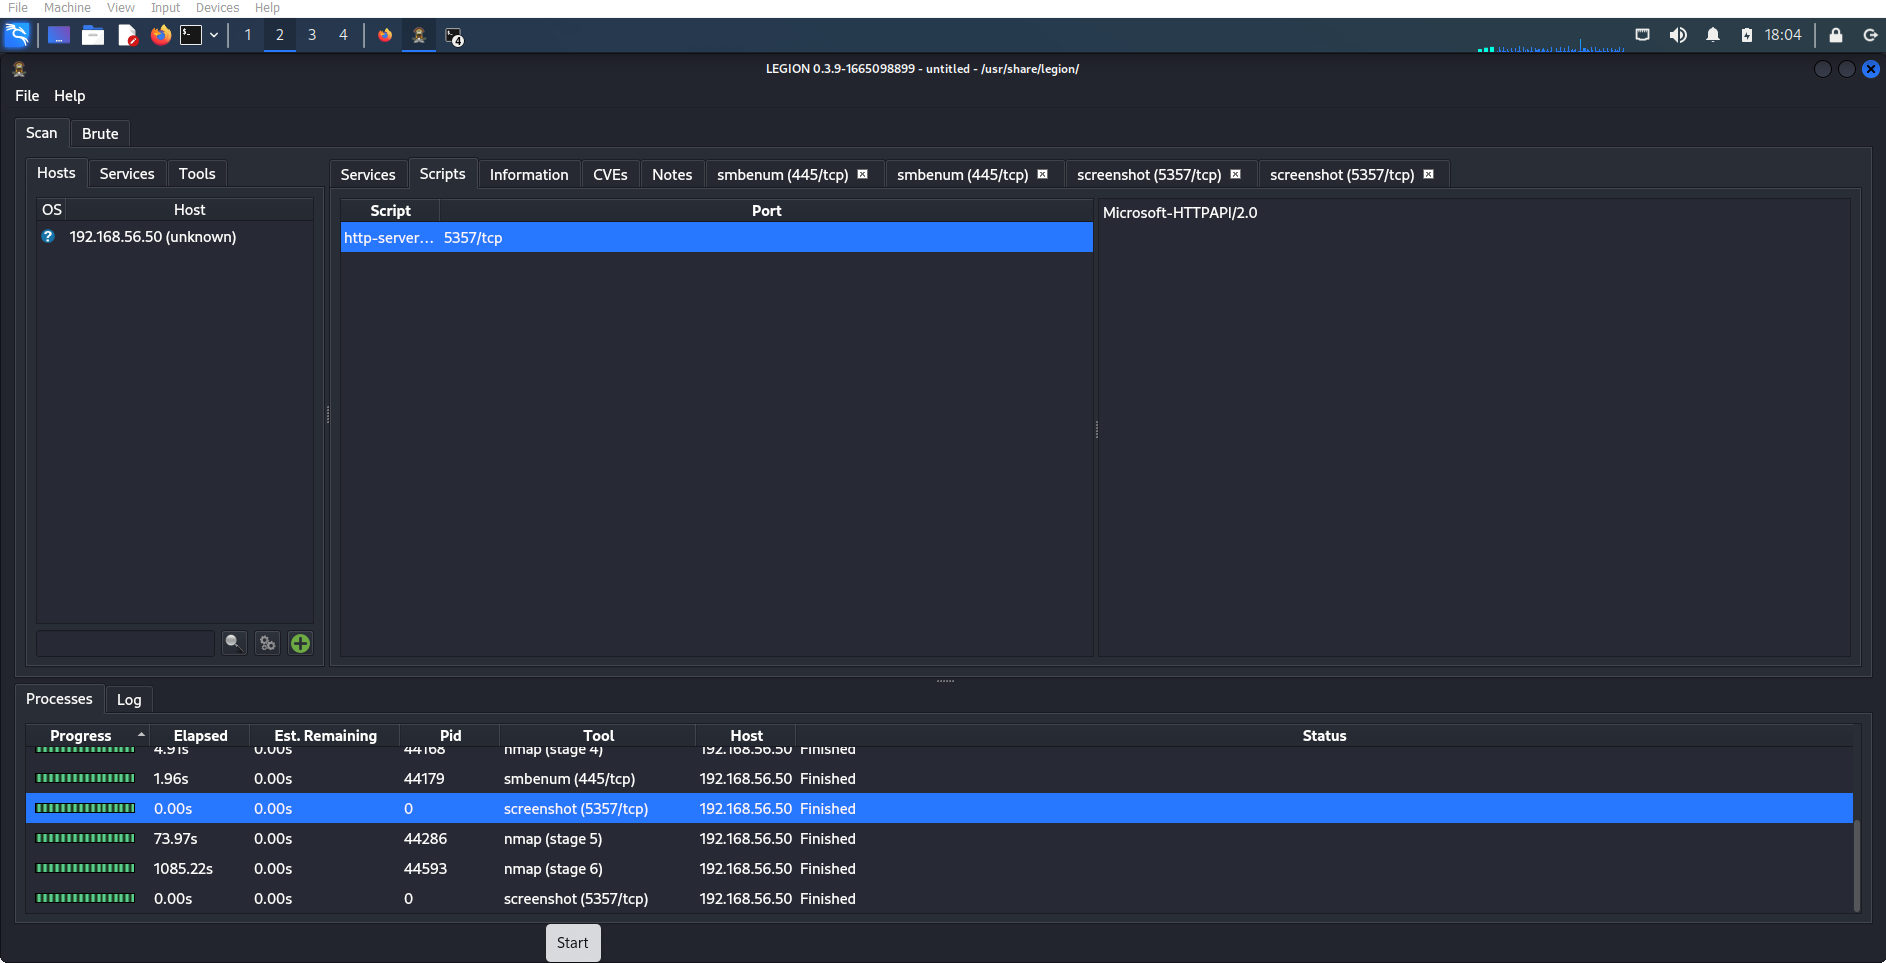 File Machine View Input Devices Help
1 2 3 4 4 18:04
LEGION 0.3.9-1665098899 - untitled - /usr/share/legion/
File Help
Scan Brute
Hosts Services Tools
Services Scripts Information CVEs Notes smbenum (445/tcp) smbenum (445/tcp) screenshot (5357/tcp) screenshot (5357/tcp)
OS Host
192.168.56.50 (unknown)
Script Port
http-server... 5357/tcp
Microsoft-HTTPAPI/2.0
Processes Log
Progress Elapsed Est. Remaining Pid Tool Host Status
4.91s 0.00s 44168 nmap (stage 4) 192.168.56.50 Finished
1.96s 0.00s 44179 smbenum (445/tcp) 192.168.56.50 Finished
0.00s 0.00s 0 screenshot (5357/tcp) 192.168.56.50 Finished
73.97s 0.00s 44286 nmap (stage 5) 192.168.56.50 Finished
1085.22s 0.00s 44593 nmap (stage 6) 192.168.56.50 Finished
0.00s 0.00s 0 screenshot (5357/tcp) 192.168.56.50 Finished
Start